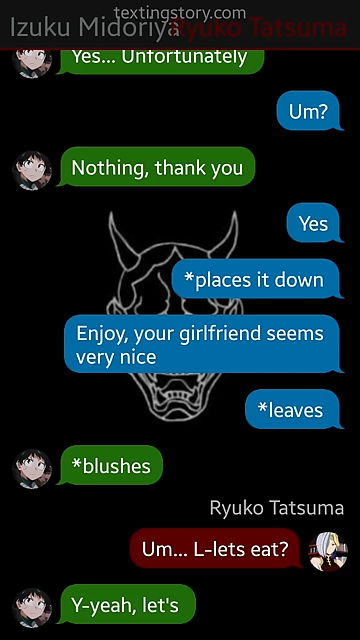 textingstory.com
Izuku Midoriya
Ryuko Tatsuma
Yes... Unfortunately
Um?
Nothing, thank you
Yes
*places it down
Enjoy, your girlfriend seems
very nice
*leaves
*blushes
Ryuko Tatsuma
Um... L-lets eat?
Y-yeah, let's